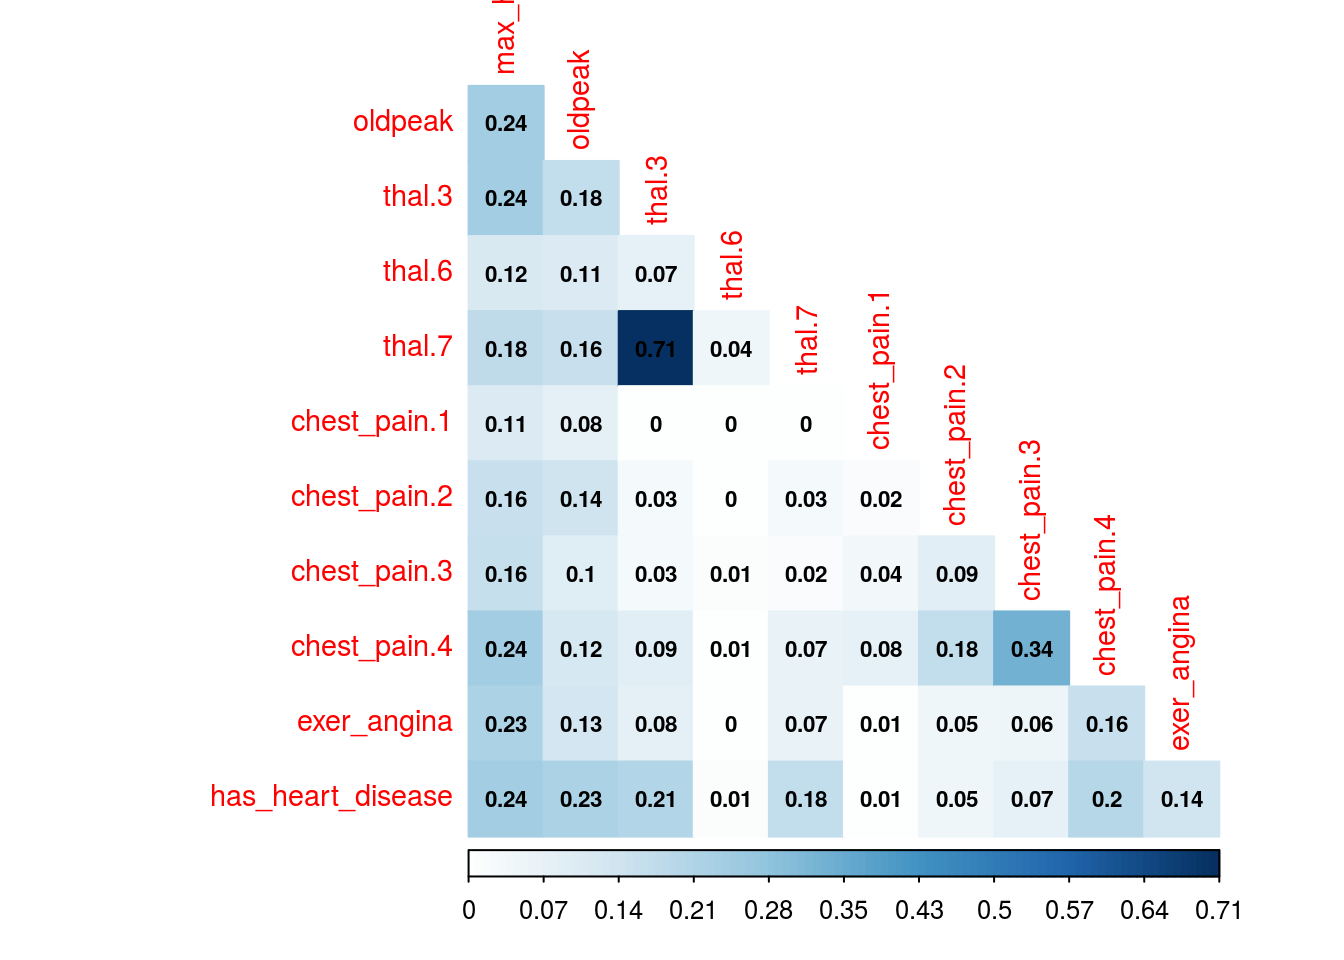 oldpeak
thal.3
thal.6
thal.7
chest_pain.1
chest_pain.2
chest_pain.3
chest_pain.4
exer_angina
oldpeak 0.24
thal.3 0.24 0.18
thal.6 0.12 0.11 0.07
thal.7 0.18 0.16 0.71 0.04
chest_pain.1 0.11 0.08 0 0 0
chest_pain.2 0.16 0.14 0.03 0 0.03 0.02
chest_pain.3 0.16 0.1 0.03 0.01 0.02 0.04 0.09
chest_pain.4 0.24 0.12 0.09 0.01 0.07 0.08 0.18 0.34
exer_angina 0.23 0.13 0.08 0 0.07 0.01 0.05 0.06 0.16
has_heart_disease 0.24 0.23 0.21 0.01 0.18 0.01 0.05 0.07 0.2 0.14
0 0.07 0.14 0.21 0.28 0.35 0.43 0.5 0.57 0.64 0.71